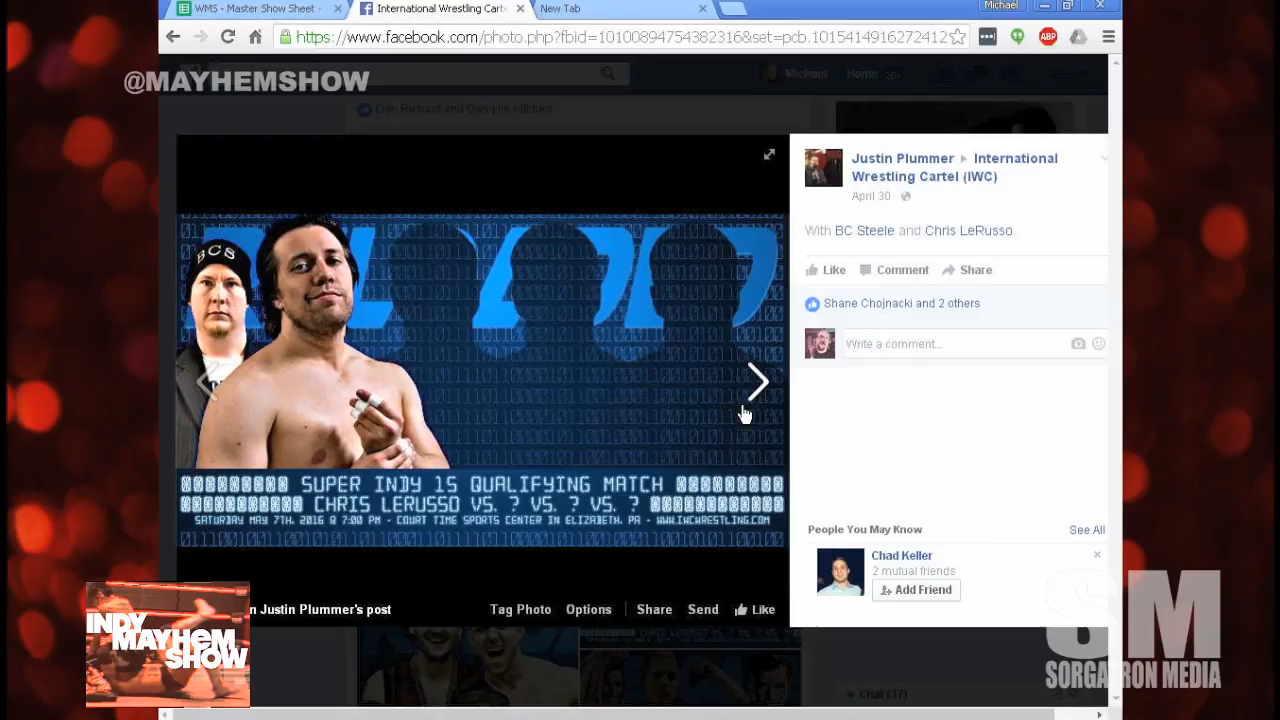 WMS - Master Show Sheet -
International Wrestling Cart
New Tab
Michael
https://www.facebook.com/photo.php?fbid=10100894754382316&set=pcb.1015414916272412
ABP
@MAYHEMSHOW
Michael
Home
Dan Richard and
Justin Plummer ▸ International
Wrestling Cartel (IWC)
April 30
With BC Steele and Chris LeRusso.
Like Comment Share
Shane Chojnacki and 2 others
Write a comment...
BCS
SUPER INDY 15 QUALIFYING MATCH
CHRIS LERUSSO VS. ? VS. ? VS. ?
SATURDAY MAY 7TH, 2016 @ 7:00 PM - COURT TIME SPORTS CENTER IN ELIZABETH, PA - WWW.IWCWRESTLING.COM
People You May Know
See All
Chad Keller
2 mutual friends
Add Friend
n Justin Plummer's post
Tag Photo Options Share Send Like
INDY
MAYHEM
SHOW
SM
SORGATRON MEDIA
Chat (37)